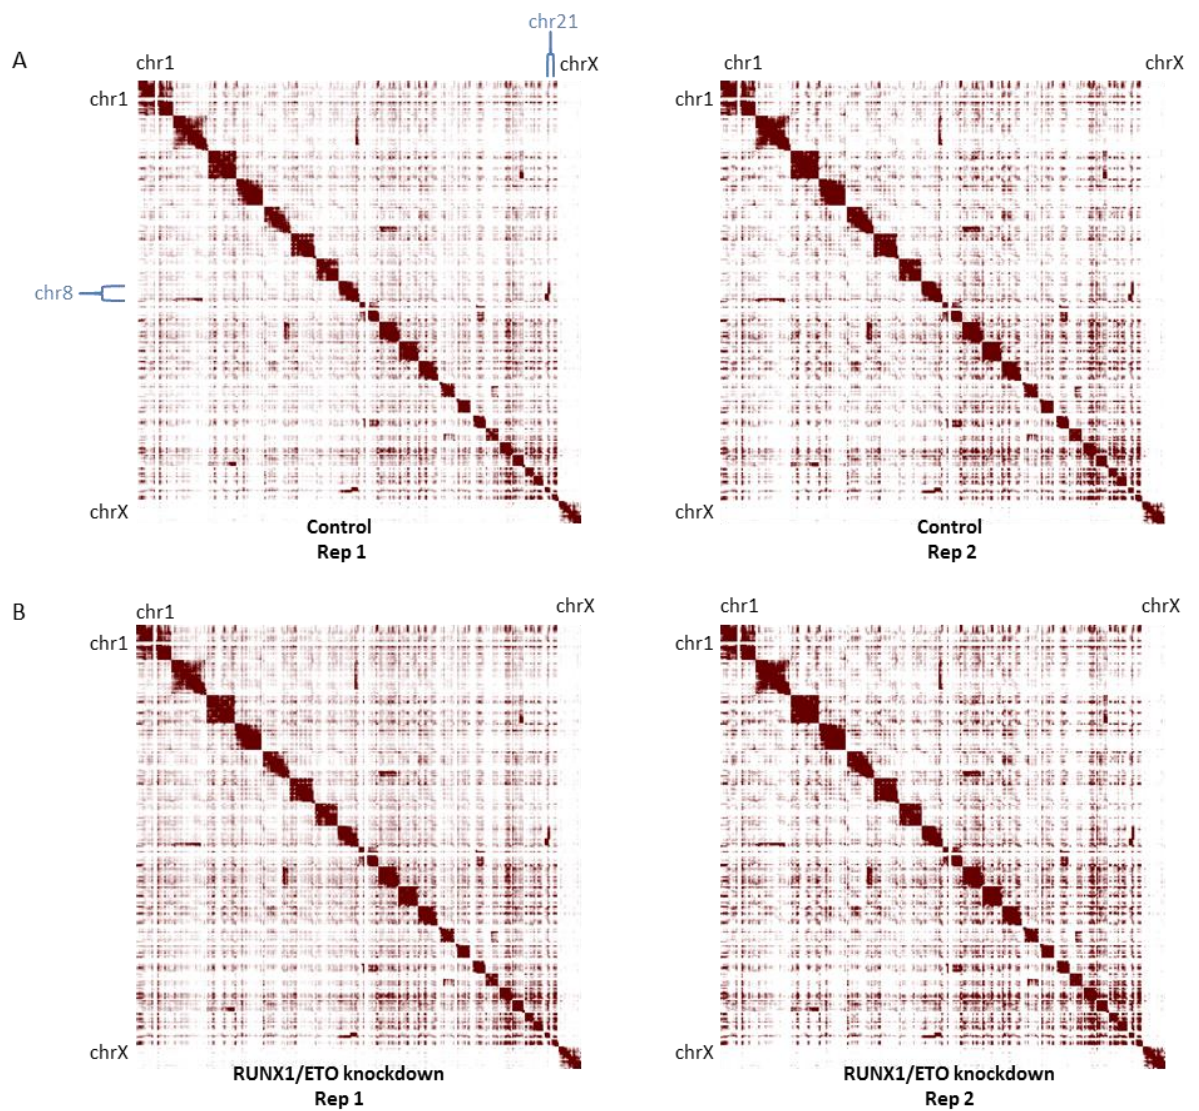 chr21
A
chr1
chrX
chr1
chrX
chr1
chr1
chr8
chrX
chrX
Control
Rep 1
Control
Rep 2
B
chr1
chrX
chr1
chrX
chr1
chr1
chrX
chrX
RUNX1/ETO knockdown
Rep 1
RUNX1/ETO knockdown
Rep 2